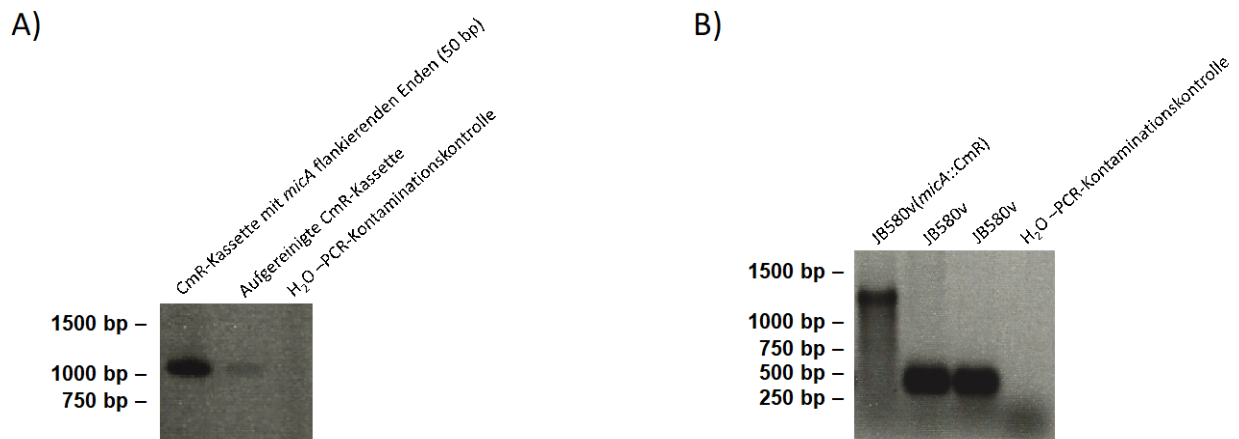 A)
CmR-Kassette mit micA flankierenden Enden (50 bp)
Aufgereinigte CmR-Kassette
H₂O –PCR-Kontaminationskontrolle
1500 bp –
1000 bp –
750 bp –
B)
JB580v(micA::CmR)
JB580v
JB580v
H₂O –PCR-Kontaminationskontrolle
1500 bp –
1000 bp –
750 bp –
500 bp –
250 bp –